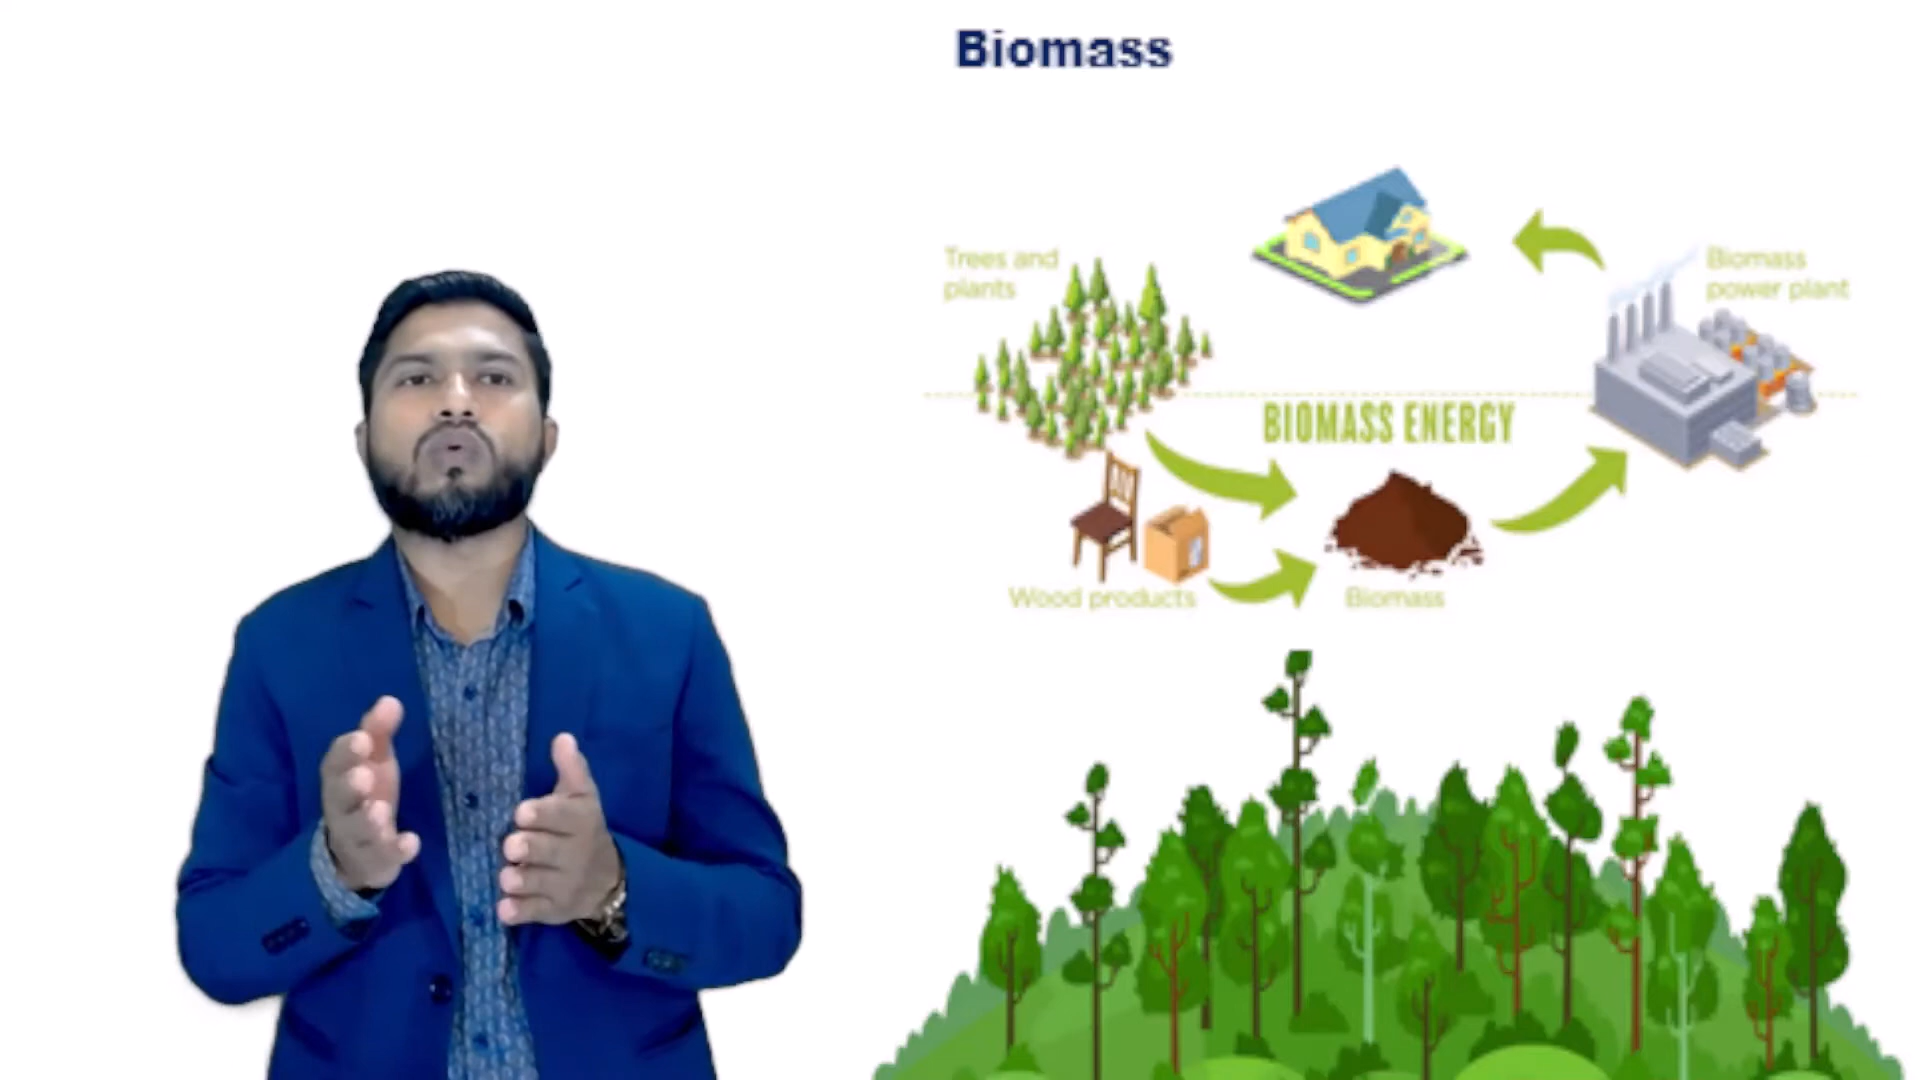 Biomass
Trees and
plants
Biomass
power plant
BIOMASS ENERGY
Wood products
Biomass